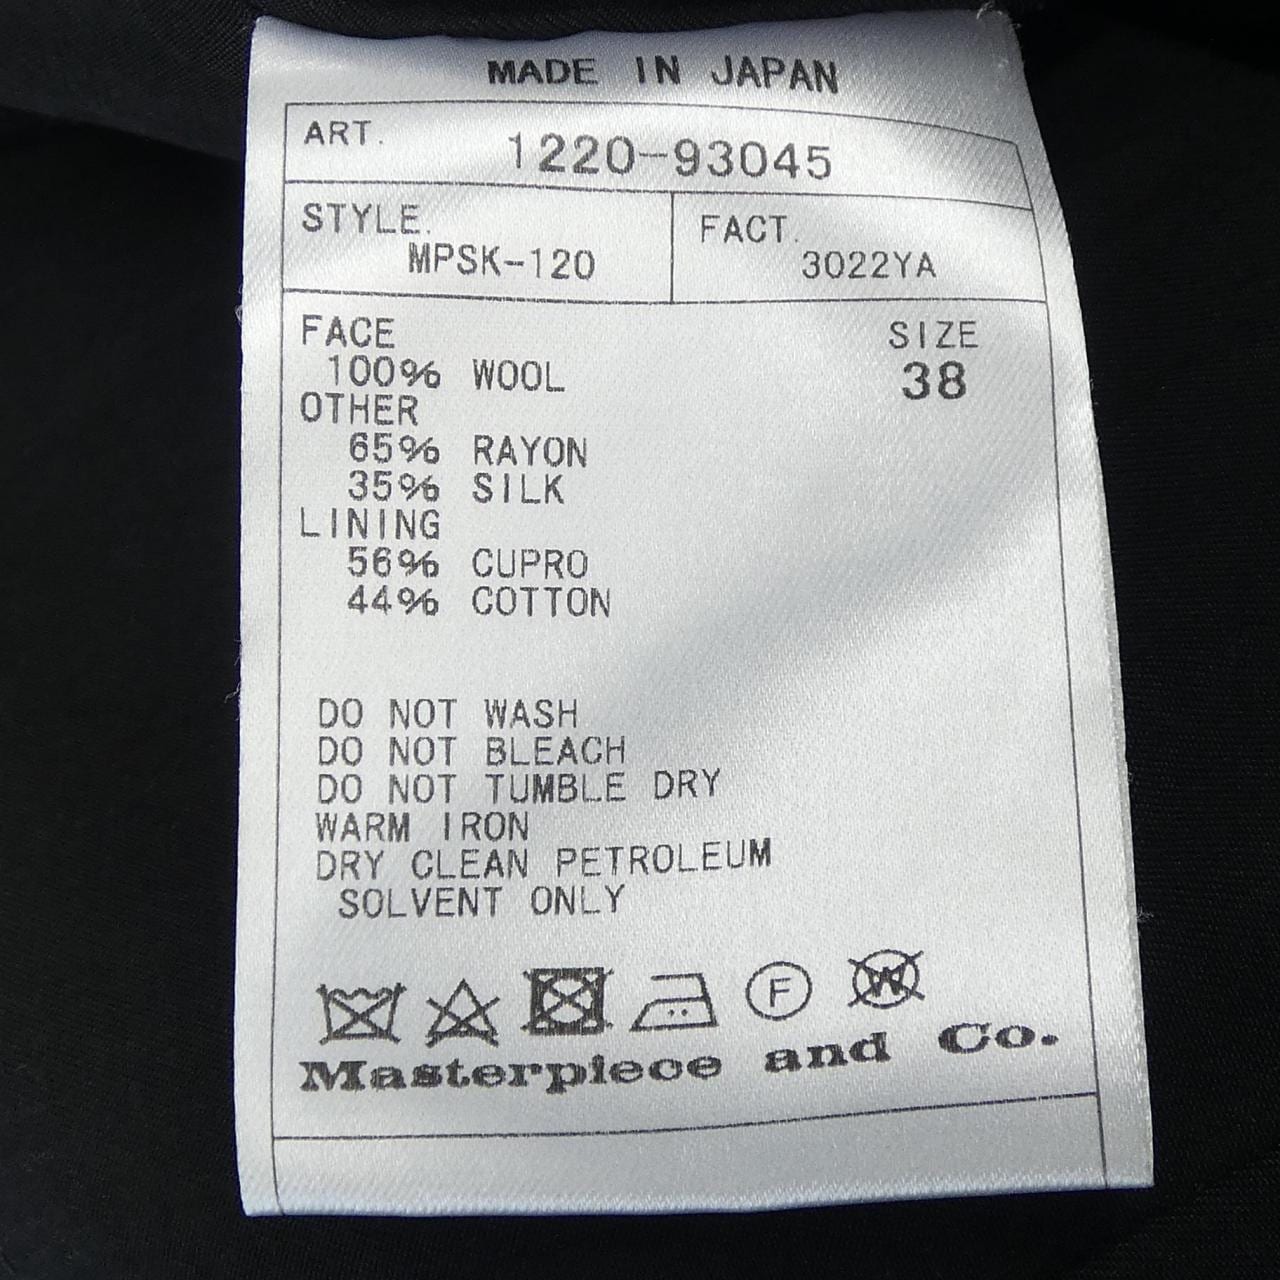 MADE IN JAPAN
ART. 1220-93045
STYLE. FACT.
MPSK-120 3022YA
FACE SIZE
100% WOOL 38
OTHER
65% RAYON
35% SILK
LINING
56% CUPRO
44% COTTON
DO NOT WASH
DO NOT BLEACH
DO NOT TUMBLE DRY
WARM IRON
DRY CLEAN PETROLEUM
SOLVENT ONLY
F W
Masterpiece and Co.